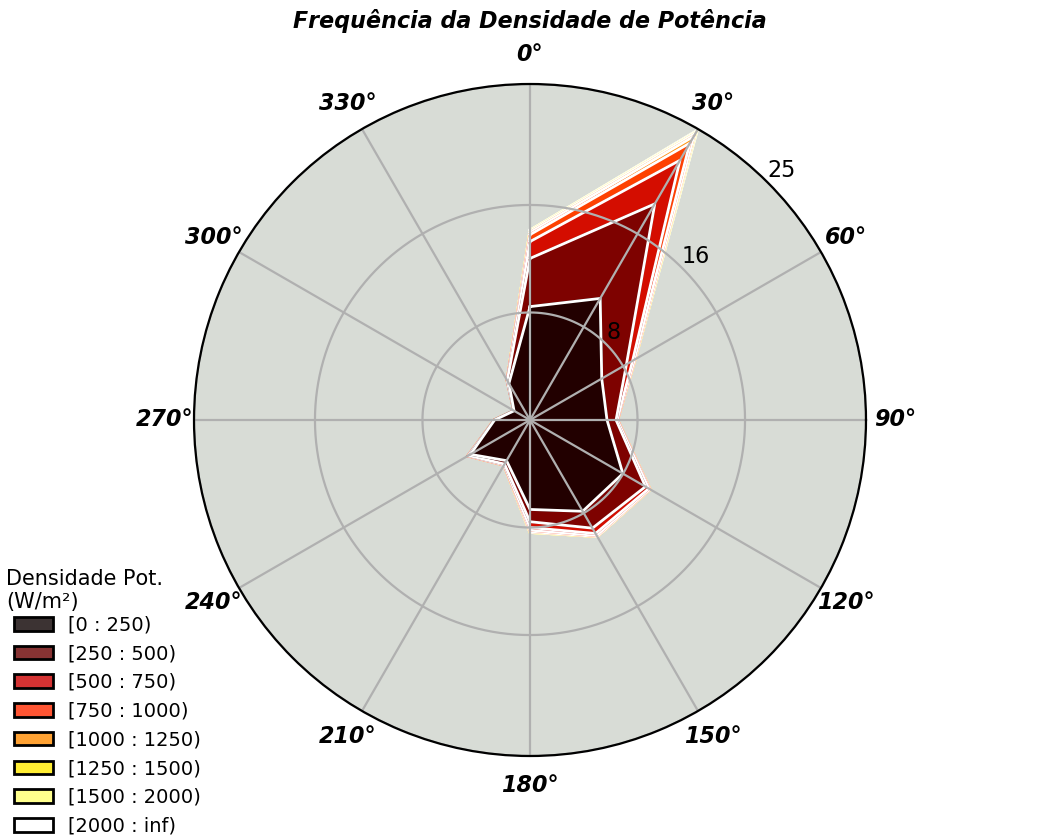 Frequência da Densidade de Potência
0°
330°
30°
25
300°
60°
16
8
270°
90°
240°
120°
210°
150°
180°
Densidade Pot.
(W/m²)
[0 : 250)
[250 : 500)
[500 : 750)
[750 : 1000)
[1000 : 1250)
[1250 : 1500)
[1500 : 2000)
[2000 : inf)